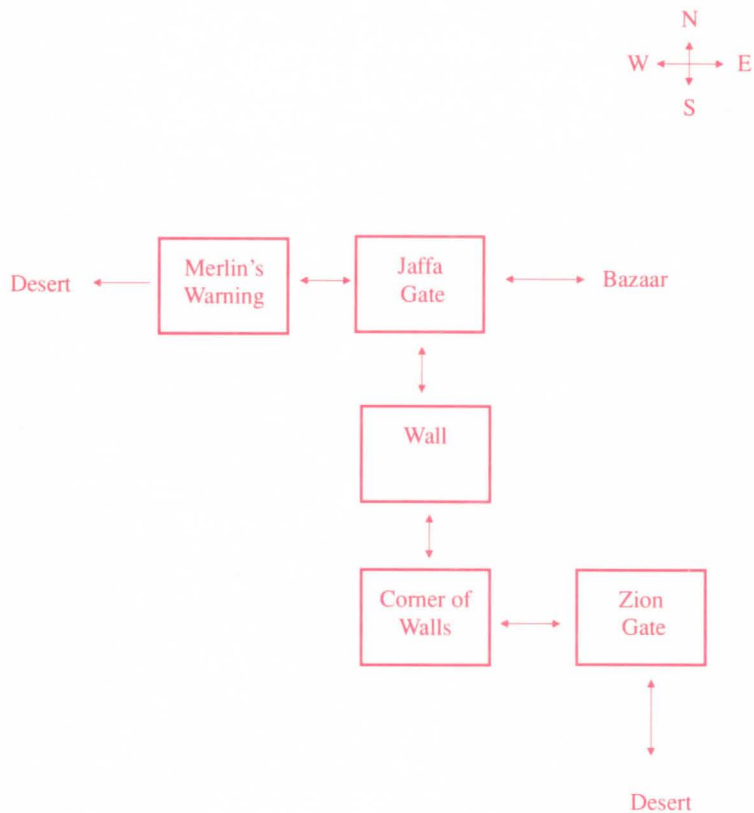 N
W E
S
Desert
Merlin's
Warning
Jaffa
Gate
Bazaar
Wall
Corner of
Walls
Zion
Gate
Desert